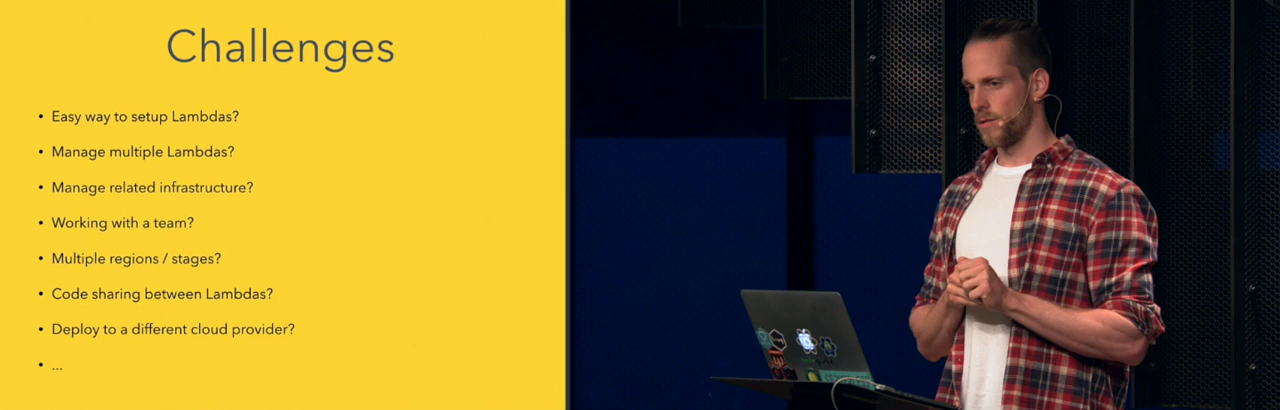 Challenges
• Easy way to setup Lambdas?
• Manage multiple Lambdas?
• Manage related infrastructure?
• Working with a team?
• Multiple regions / stages?
• Code sharing between Lambdas?
• Deploy to a different cloud provider?
• ...